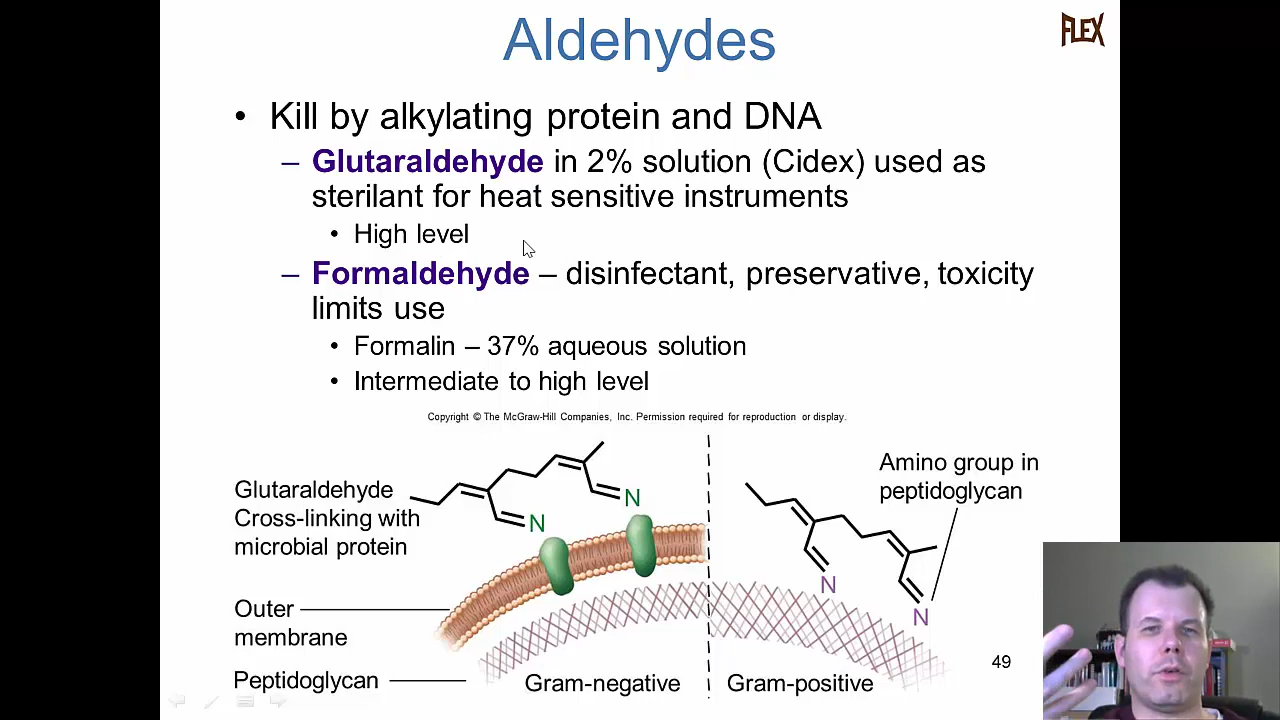 Aldehydes
FLEX
• Kill by alkylating protein and DNA
– Glutaraldehyde in 2% solution (Cidex) used as
sterilant for heat sensitive instruments
• High level
– Formaldehyde – disinfectant, preservative, toxicity
limits use
• Formalin – 37% aqueous solution
• Intermediate to high level
Copyright © The McGraw-Hill Companies, Inc. Permission required for reproduction or display.
Glutaraldehyde
Cross-linking with
microbial protein
N
N
Amino group in
peptidoglycan
N
N
Outer
membrane
Peptidoglycan
Gram-negative
Gram-positive
49